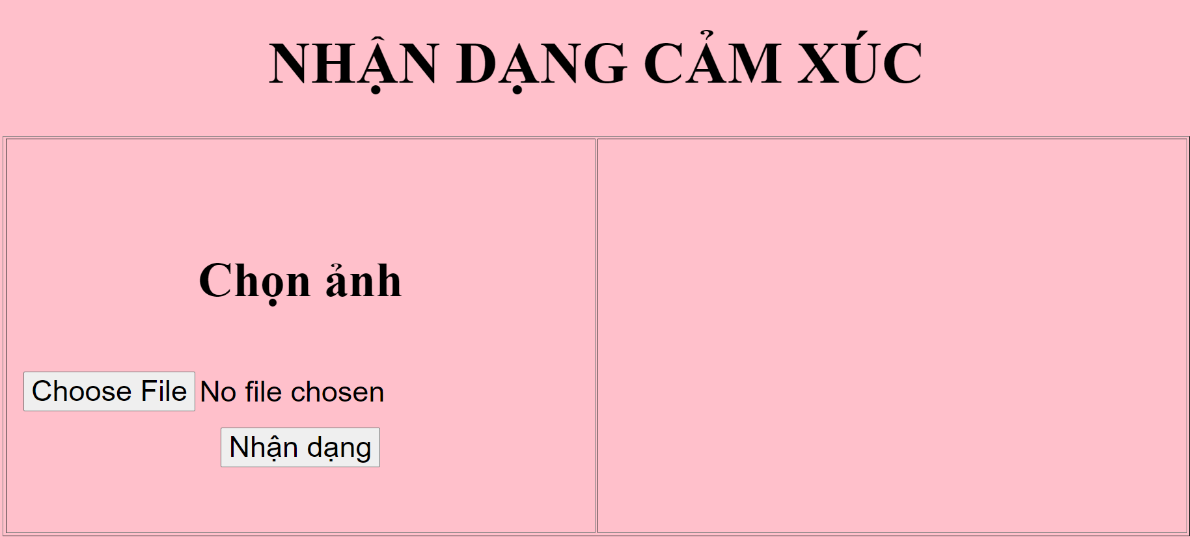 NHẬN DẠNG CẢM XÚC
Chọn ảnh
Choose File No file chosen
Nhận dạng